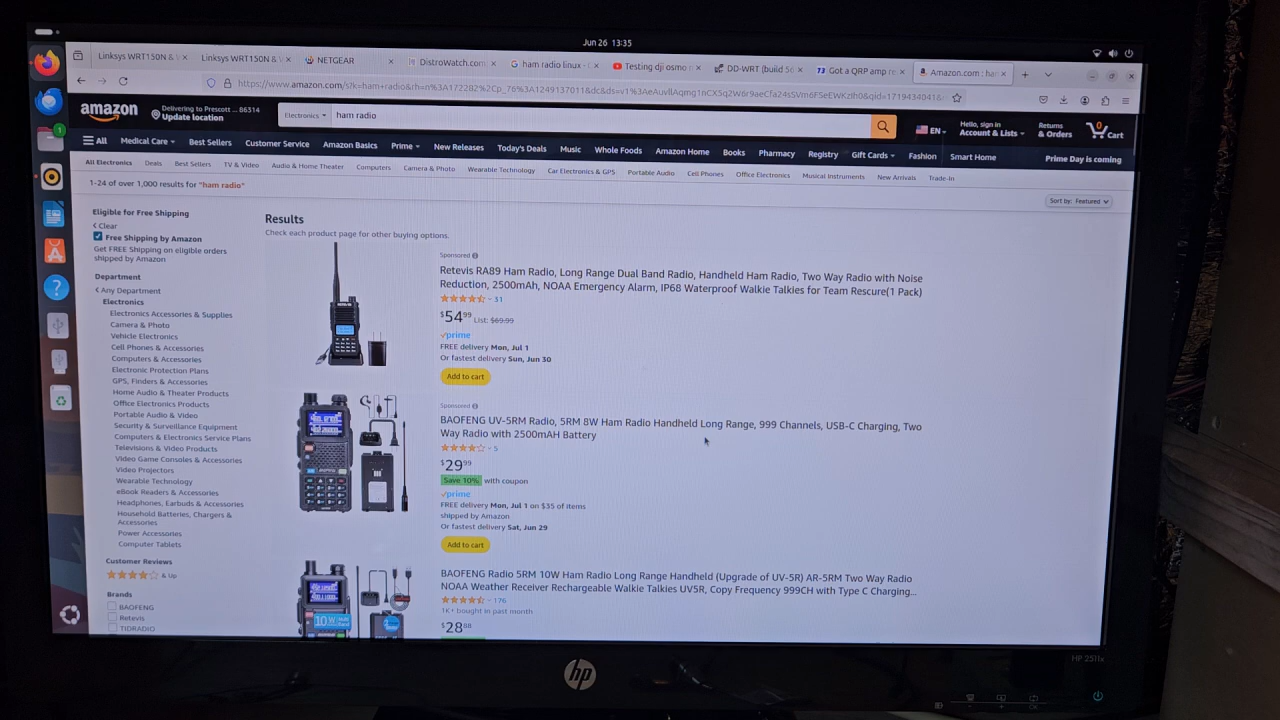 Jun 26 13:35
Linksys WRT150N & V
Linksys WRT150N & V
NETGEAR
DistroWatch.com:
ham radio linux -
Testing dji osmo
DD-WRT (build 56
73 Got a QRP amp re
Amazon.com : han
amazon
Delivering to Prescott ... 86314
Update location
Electronics
ham radio
EN
Hello, sign in
Account & Lists
Returns
& Orders
0
Cart
All
Medical Care
Best Sellers
Customer Service
Amazon Basics
Prime
New Releases
Today's Deals
Music
Whole Foods
Amazon Home
Books
Pharmacy
Registry
Gift Cards
Fashion
Smart Home
Prime Day is coming
All Electronics
Deals
Best Sellers
TV & Video
Audio & Home Theater
Computers
Camera & Photo
Wearable Technology
Car Electronics & GPS
Portable Audio
Cell Phones
Office Electronics
Musical Instruments
New Arrivals
Trade-In
1-24 of over 1,000 results for "ham radio"
Sort by: Featured
Eligible for Free Shipping
Clear
Free Shipping by Amazon
Get FREE Shipping on eligible orders
shipped by Amazon
Department
Any Department
Electronics
Electronics Accessories & Supplies
Camera & Photo
Vehicle Electronics
Cell Phones & Accessories
Computers & Accessories
Electronic Protection Plans
GPS, Finders & Accessories
Home Audio & Theater Products
Office Electronics Products
Portable Audio & Video
Security & Surveillance Equipment
Computers & Electronics Service Plans
Televisions & Video Products
Video Game Consoles & Accessories
Video Projectors
Wearable Technology
eBook Readers & Accessories
Headphones, Earbuds & Accessories
Household Batteries, Chargers &
Accessories
Power Accessories
Computer Tablets
Customer Reviews
& Up
Brands
BAOFENG
Retevis
TIDRADIO
Results
Check each product page for other buying options.
Sponsored
Retevis RA89 Ham Radio, Long Range Dual Band Radio, Handheld Ham Radio, Two Way Radio with Noise
Reduction, 2500mAh, NOAA Emergency Alarm, IP68 Waterproof Walkie Talkies for Team Rescure(1 Pack)
31
$54.99 List: $69.99
prime
FREE delivery Mon, Jul 1
Or fastest delivery Sun, Jun 30
Add to cart
Sponsored
BAOFENG UV-5RM Radio, 5RM 8W Ham Radio Handheld Long Range, 999 Channels, USB-C Charging, Two
Way Radio with 2500mAH Battery
5
$29.99
Save 10% with coupon
prime
FREE delivery Mon, Jul 1 on $35 of items
shipped by Amazon
Or fastest delivery Sat, Jun 29
Add to cart
BAOFENG Radio 5RM 10W Ham Radio Long Range Handheld (Upgrade of UV-5R) AR-5RM Two Way Radio
NOAA Weather Receiver Rechargeable Walkie Talkies UV5R, Copy Frequency 999CH with Type C Charging...
176
1K+ bought in past month
$28.88
10W
hp
HP 2511x